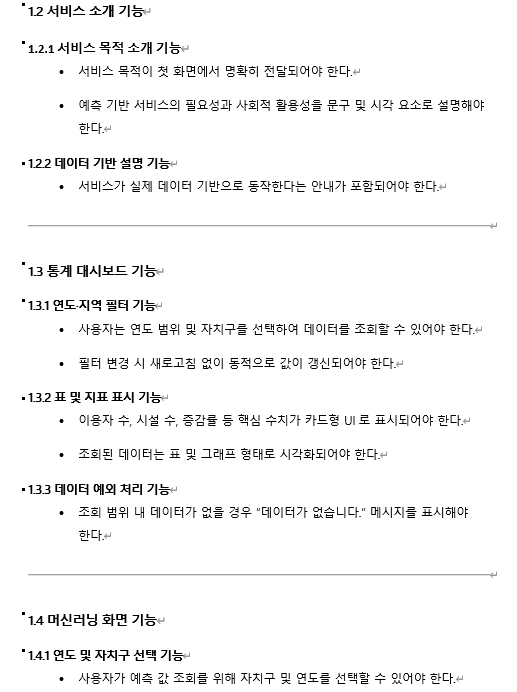 1.2 서비스 소개 기능
1.2.1 서비스 목적 소개 기능
• 서비스 목적이 첫 화면에서 명확히 전달되어야 한다.
• 예측 기반 서비스의 필요성과 사회적 활용성을 문구 및 시각 요소로 설명해야
한다.
1.2.2 데이터 기반 설명 기능
• 서비스가 실제 데이터 기반으로 동작한다는 안내가 포함되어야 한다.
1.3 통계 대시보드 기능
1.3.1 연도·지역 필터 기능
• 사용자는 연도 범위 및 자치구를 선택하여 데이터를 조회할 수 있어야 한다.
• 필터 변경 시 새로고침 없이 동적으로 값이 갱신되어야 한다.
1.3.2 표 및 지표 표시 기능
• 이용자 수, 시설 수, 증감률 등 핵심 수치가 카드형 UI로 표시되어야 한다.
• 조회된 데이터는 표 및 그래프 형태로 시각화되어야 한다.
1.3.3 데이터 예외 처리 기능
• 조회 범위 내 데이터가 없을 경우 “데이터가 없습니다.” 메시지를 표시해야
한다.
1.4 머신러닝 화면 기능
1.4.1 연도 및 자치구 선택 기능
• 사용자가 예측 값 조회를 위해 자치구 및 연도를 선택할 수 있어야 한다.